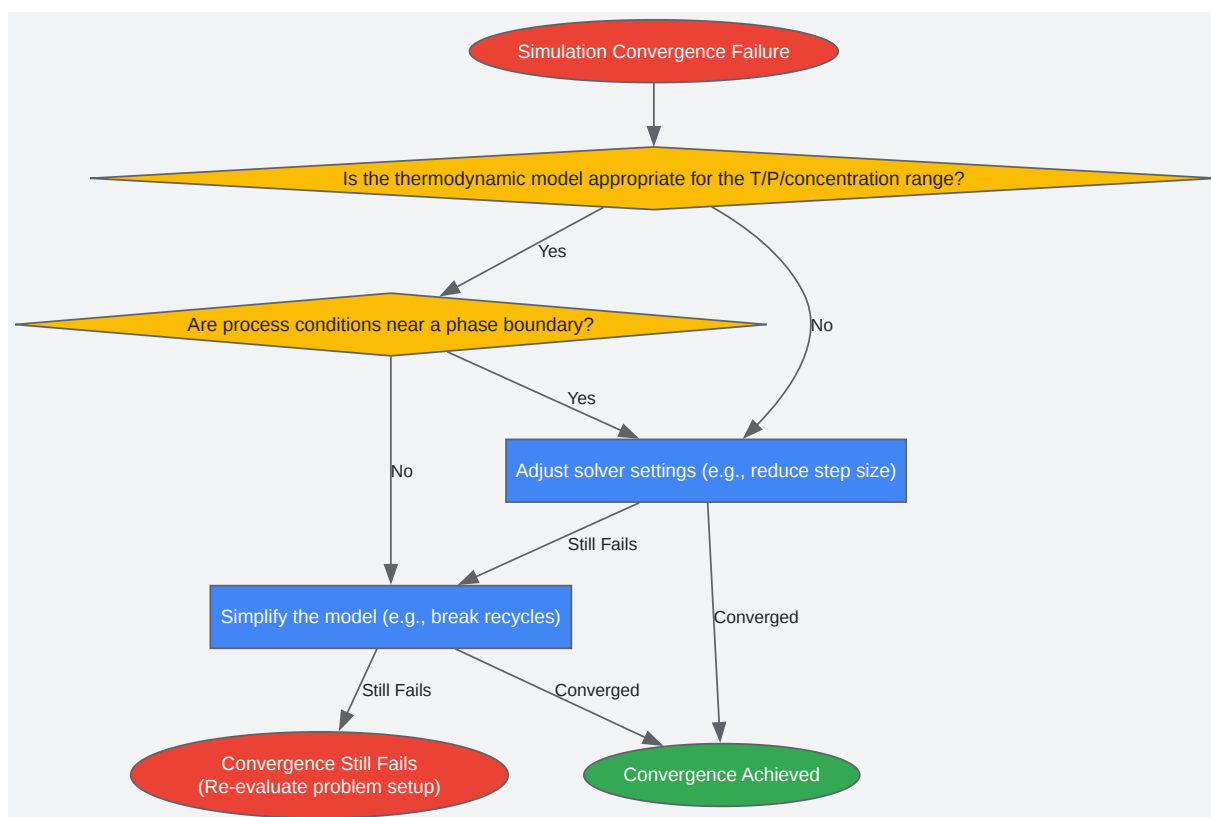 Simulation Convergence Failure
Is the thermodynamic model appropriate for the T/P/concentration range?
Yes
Are process conditions near a phase boundary?
No
Yes
No
Adjust solver settings (e.g., reduce step size)
Still Fails
Simplify the model (e.g., break recycles)
Converged
Still Fails
Converged
Convergence Still Fails
(Re-evaluate problem setup)
Convergence Achieved